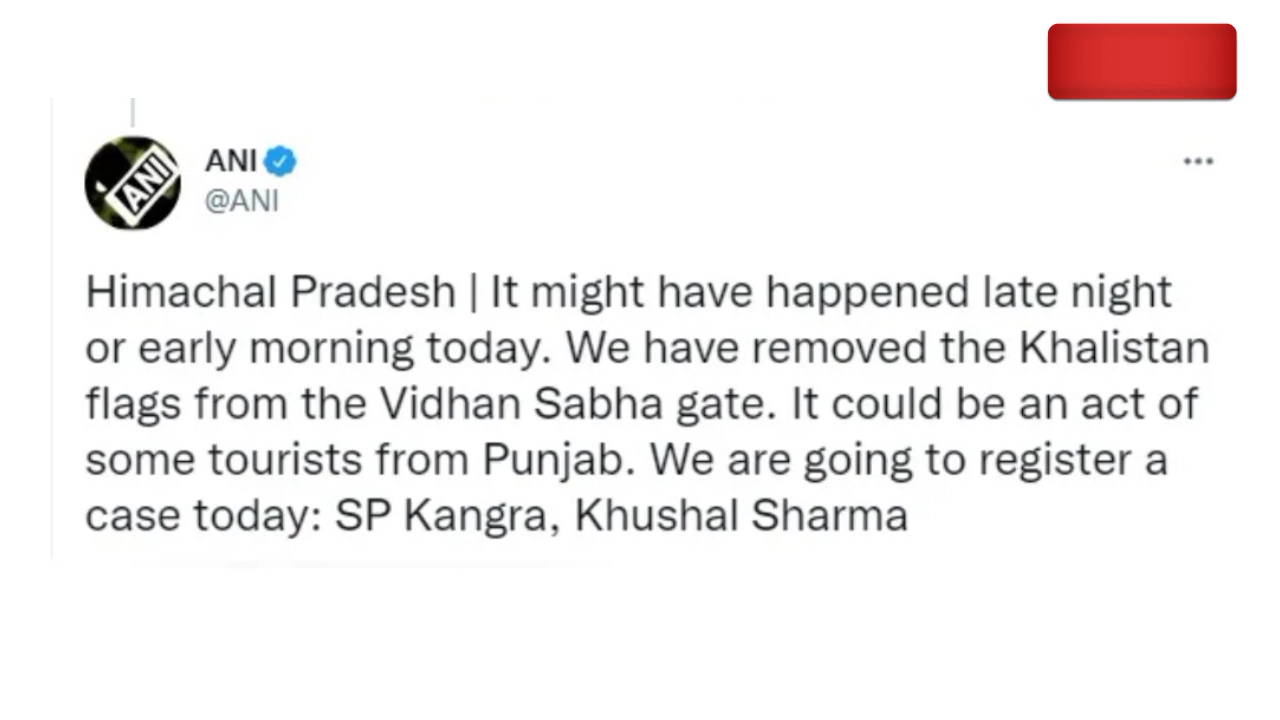 ANI
ANI
@ANI
Himachal Pradesh | It might have happened late night
or early morning today. We have removed the Khalistan
flags from the Vidhan Sabha gate. It could be an act of
some tourists from Punjab. We are going to register a
case today: SP Kangra, Khushal Sharma